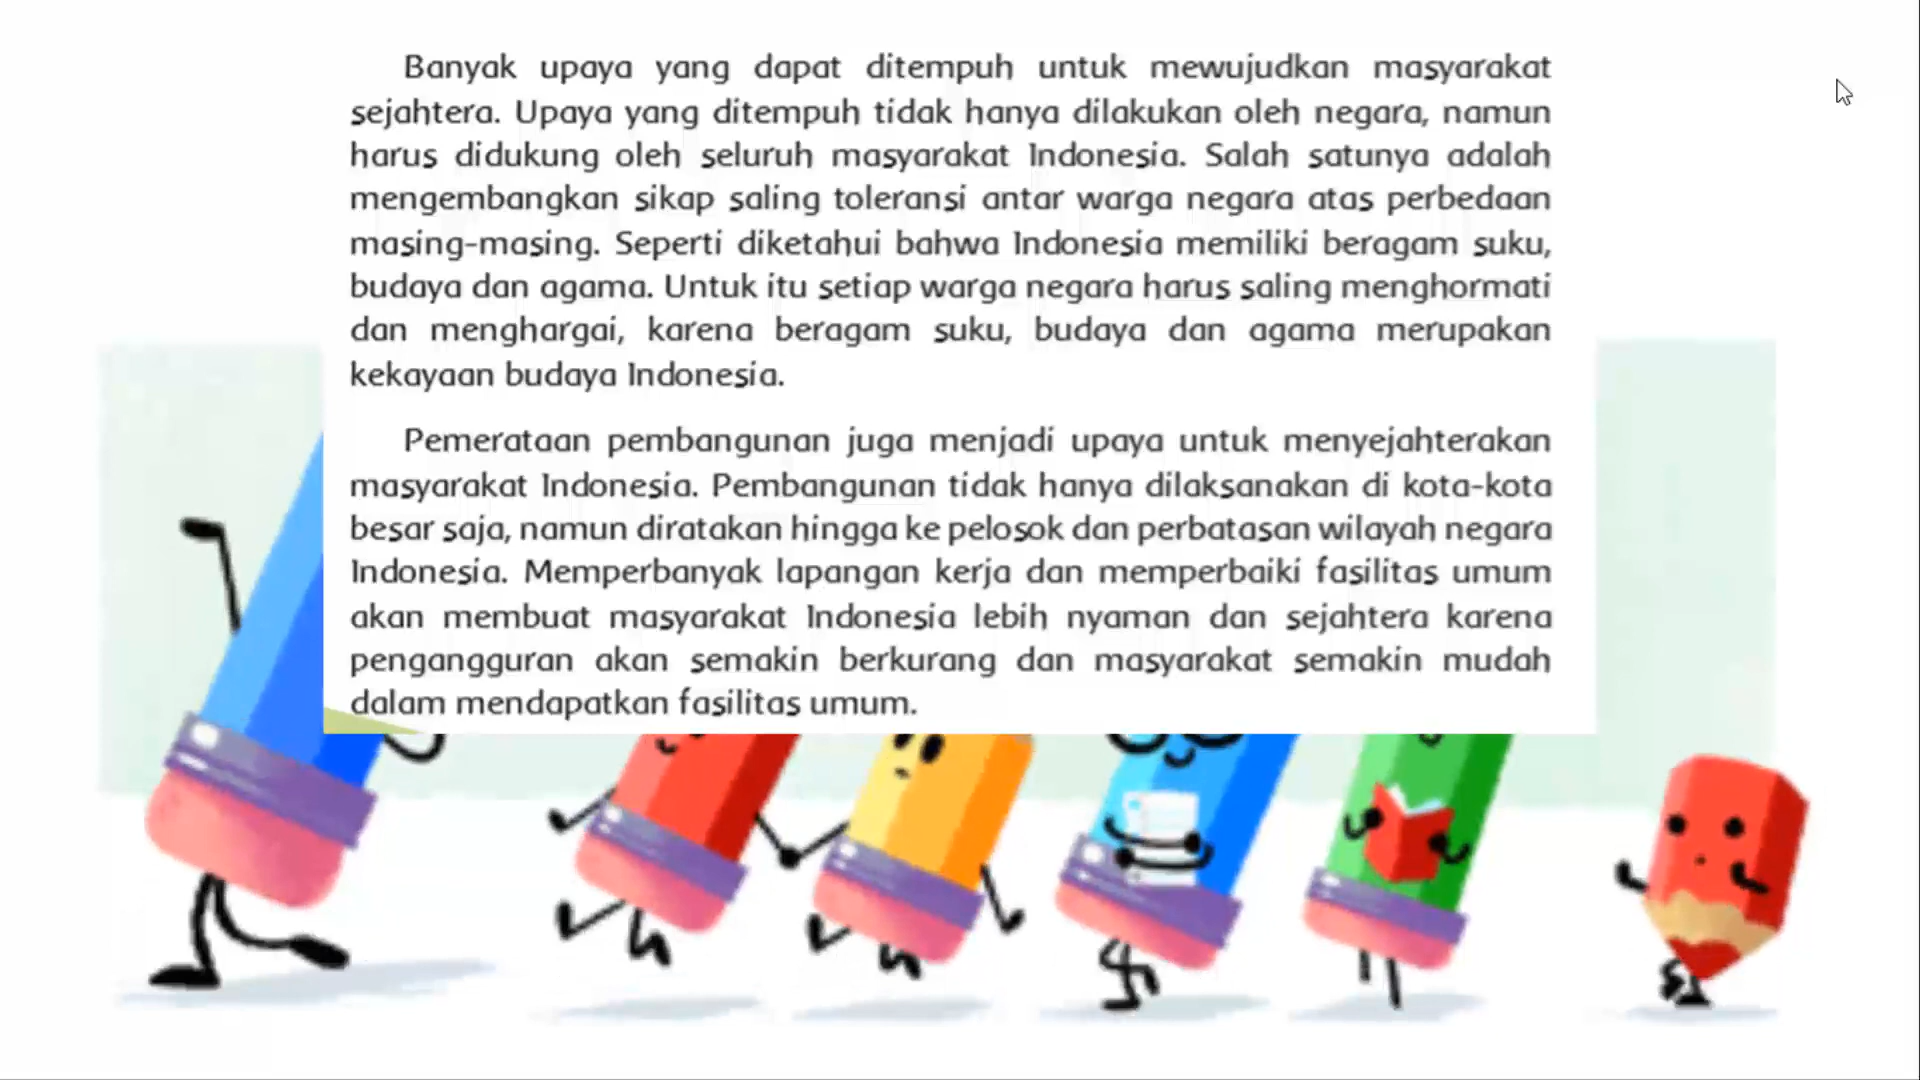 Banyak upaya yang dapat ditempuh untuk mewujudkan masyarakat
sejahtera. Upaya yang ditempuh tidak hanya dilakukan oleh negara, namun
harus didukung oleh seluruh masyarakat Indonesia. Salah satunya adalah
mengembangkan sikap saling toleransi antar warga negara atas perbedaan
masing-masing. Seperti diketahui bahwa Indonesia memiliki beragam suku,
budaya dan agama. Untuk itu setiap warga negara harus saling menghormati
dan menghargai, karena beragam suku, budaya dan agama merupakan
kekayaan budaya Indonesia.
Pemerataan pembangunan juga menjadi upaya untuk menyejahterakan
masyarakat Indonesia. Pembangunan tidak hanya dilaksanakan di kota-kota
besar saja, namun diratakan hingga ke pelosok dan perbatasan wilayah negara
Indonesia. Memperbanyak lapangan kerja dan memperbaiki fasilitas umum
akan membuat masyarakat Indonesia lebih nyaman dan sejahtera karena
pengangguran akan semakin berkurang dan masyarakat semakin mudah
dalam mendapatkan fasilitas umum.